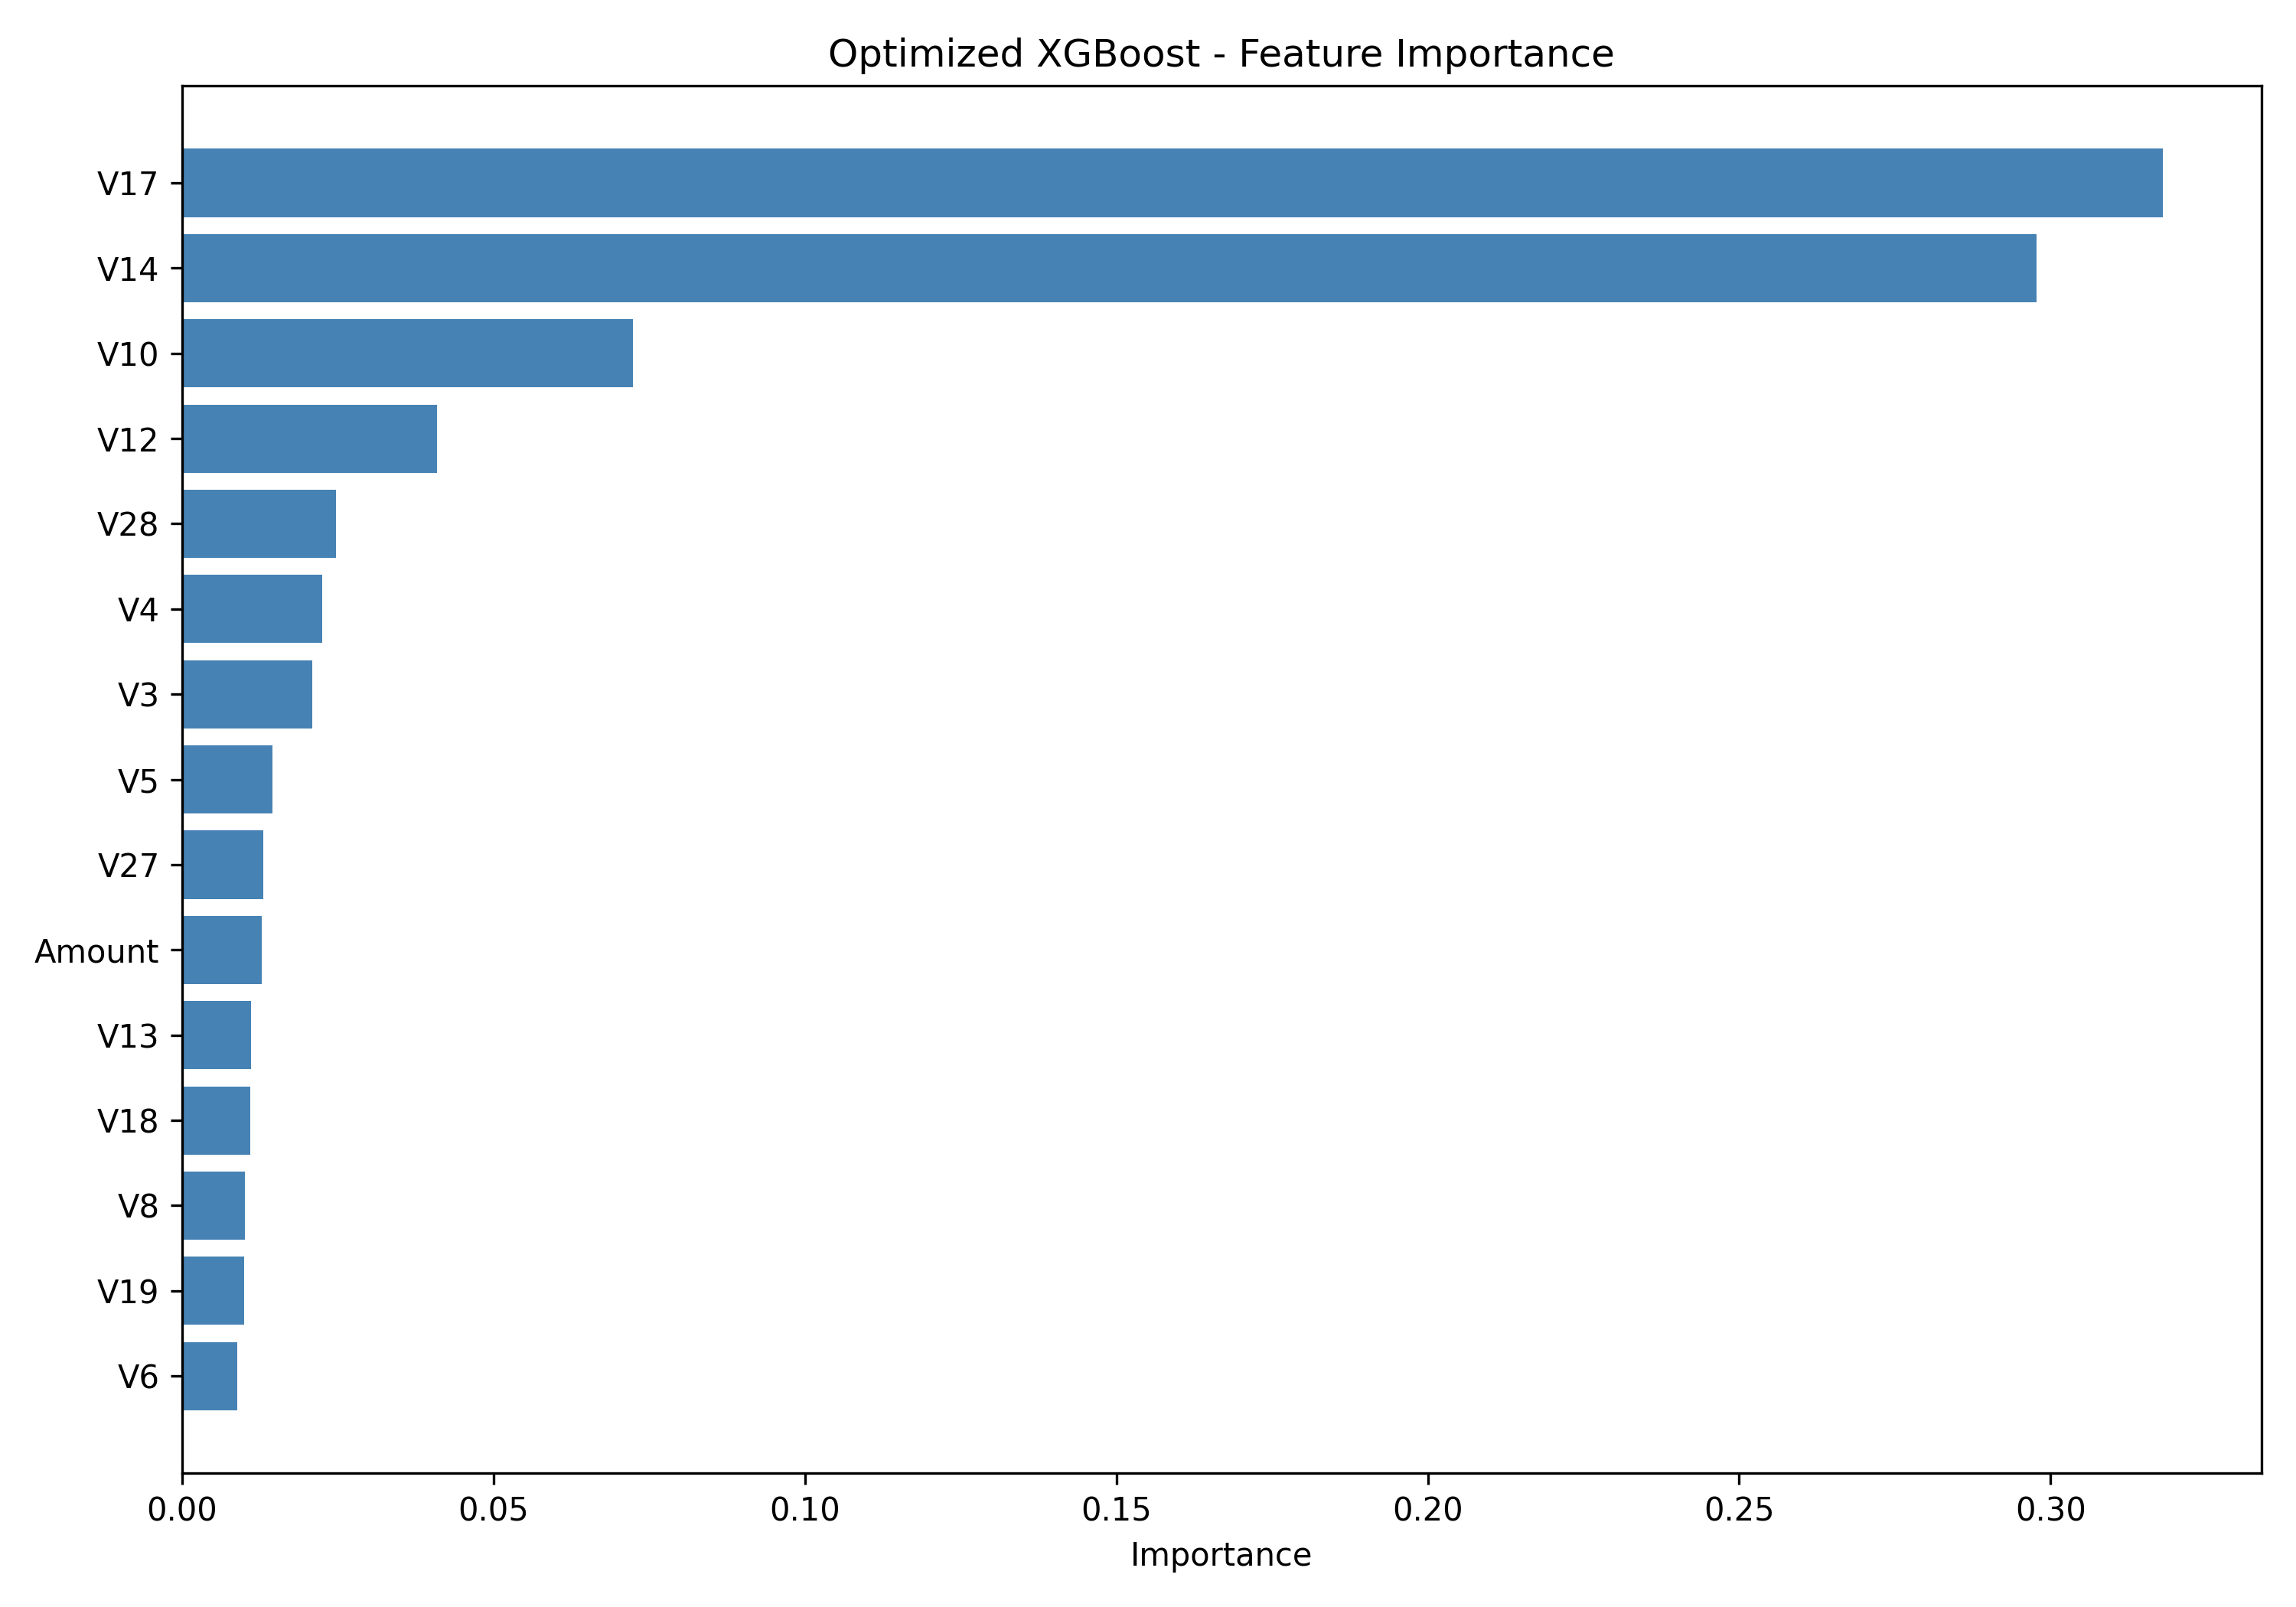 Optimized XGBoost - Feature Importance
V17
V14
V10
V12
V28
V4
V3
V5
V27
Amount
V13
V18
V8
V19
V6
0.00 0.05 0.10 0.15 0.20 0.25 0.30
Importance